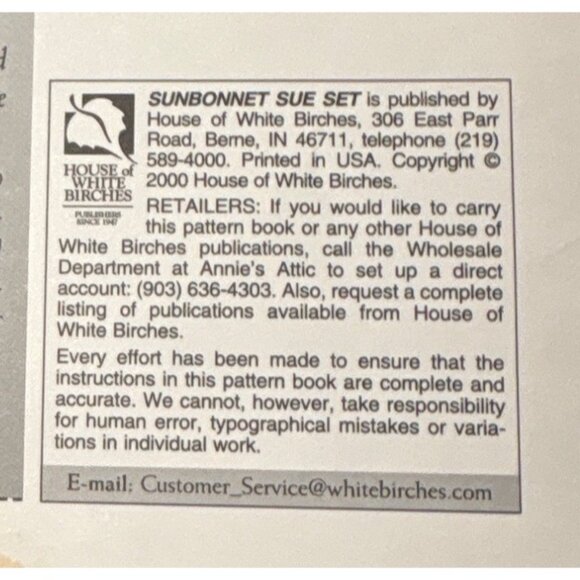 SUNBONNET SUE SET is published by
House of White Birches, 306 East Parr
Road, Berne, IN 46711, telephone (219)
589-4000. Printed in USA. Copyright ©
2000 House of White Birches.
HOUSE of
WHITE
BIRCHES
PUBLISHERS
SINCE 1947
RETAILERS: If you would like to carry
this pattern book or any other House of
White Birches publications, call the Wholesale
Department at Annie's Attic to set up a direct
account: (903) 636-4303. Also, request a complete
listing of publications available from House of
White Birches.
Every effort has been made to ensure that the
instructions in this pattern book are complete and
accurate. We cannot, however, take responsibility
for human error, typographical mistakes or varia-
tions in individual work.
E-mail: Customer_Service@whitebirches.com